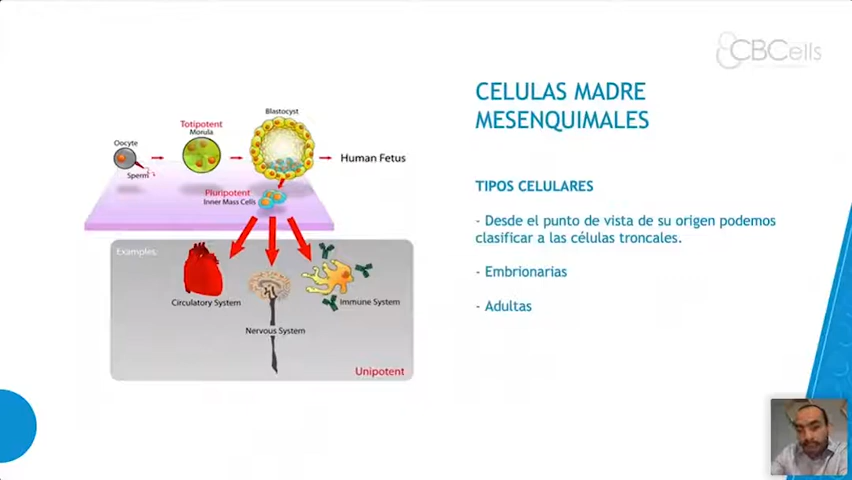 CBCells
CELULAS MADRE
MESENQUIMALES
TIPOS CELULARES
- Desde el punto de vista de su origen podemos
clasificar a las células troncales.
- Embrionarias
- Adultas
Blastocyst
Totipotent
Morula
Oocyte
Sperm
Human Fetus
Pluripotent
Inner Mass Cells
Examples:
Circulatory System
Immune System
Nervous System
Unipotent